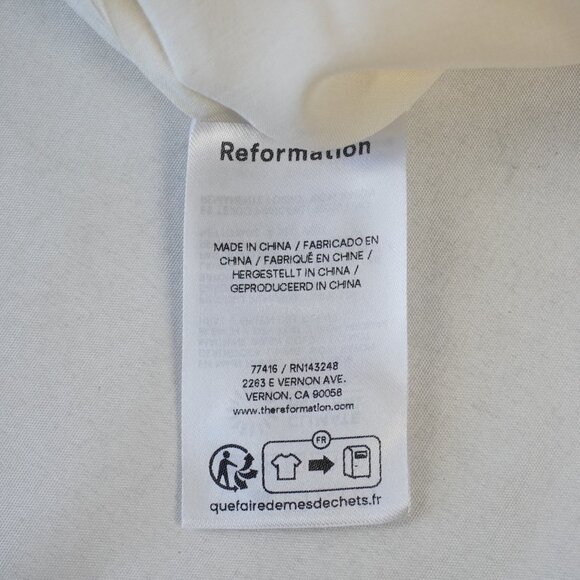 Reformation
MADE IN CHINA / FABRICADO EN
CHINA / FABRIQUÉ EN CHINE /
HERGESTELLT IN CHINA /
GEPRODUCEERD IN CHINA
77416 / RN143248
2263 E VERNON AVE.
VERNON, CA 90058
www.thereformation.com
FR
quefairedemesdechets.fr